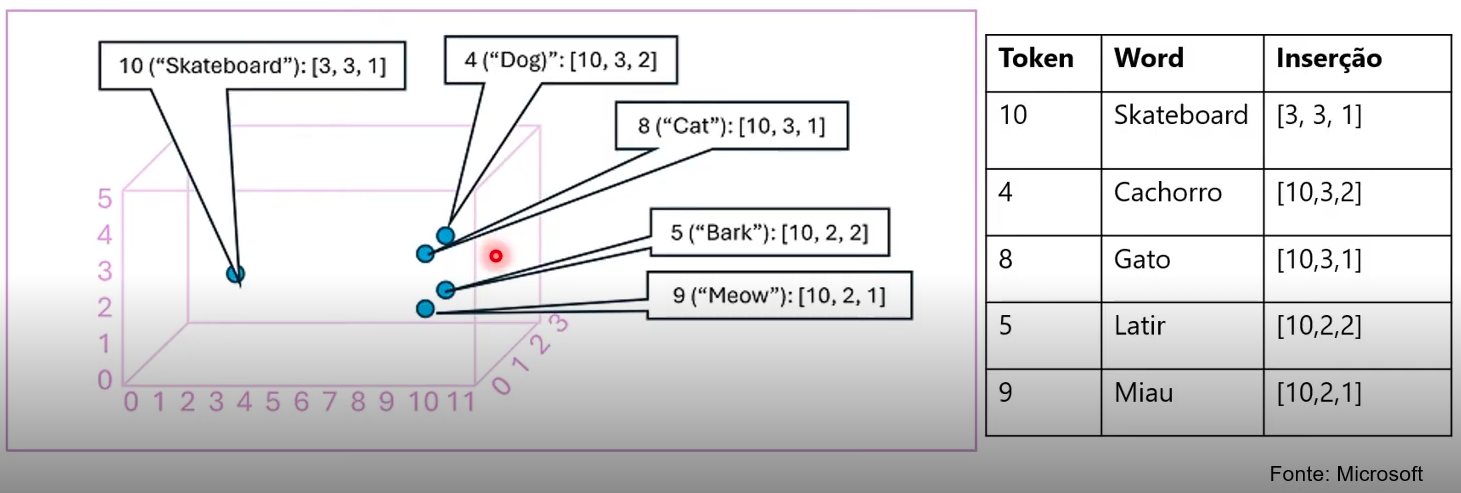 10 (“Skateboard”): [3, 3, 1]
4 (“Dog)”: [10, 3, 2]
8 (“Cat”): [10, 3, 1]
5 (“Bark”): [10, 2, 2]
9 (“Meow”): [10, 2, 1]
5
4
3
2
1
0
0 1 2 3 4 5 6 7 8 9 10 11
0 1 2 3
Token Word Inserção
10 Skateboard [3, 3, 1]
4 Cachorro [10,3,2]
8 Gato [10,3,1]
5 Latir [10,2,2]
9 Miau [10,2,1]
Fonte: Microsoft